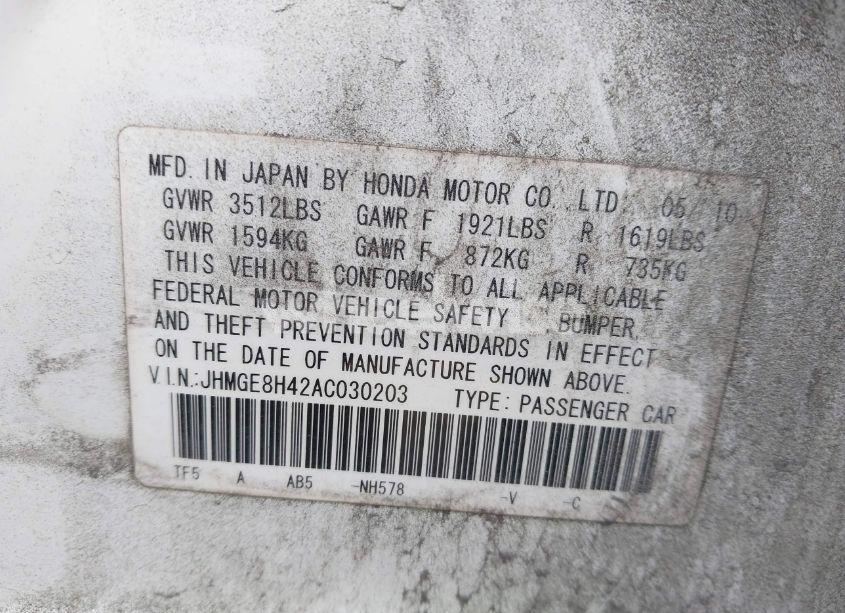 MFD. IN JAPAN BY HONDA MOTOR CO. LTD. 05/10
GVWR 3512LBS GAWR F 1921LBS R 1619LBS
GVWR 1594KG GAWR F 872KG R 735KG
THIS VEHICLE CONFORMS TO ALL APPLICABLE
FEDERAL MOTOR VEHICLE SAFETY, BUMPER,
AND THEFT PREVENTION STANDARDS IN EFFECT
ON THE DATE OF MANUFACTURE SHOWN ABOVE.
V.I.N.:JHMGE8H42AC030203 TYPE: PASSENGER CAR
TF5 A AB5 -NH578 -V -C